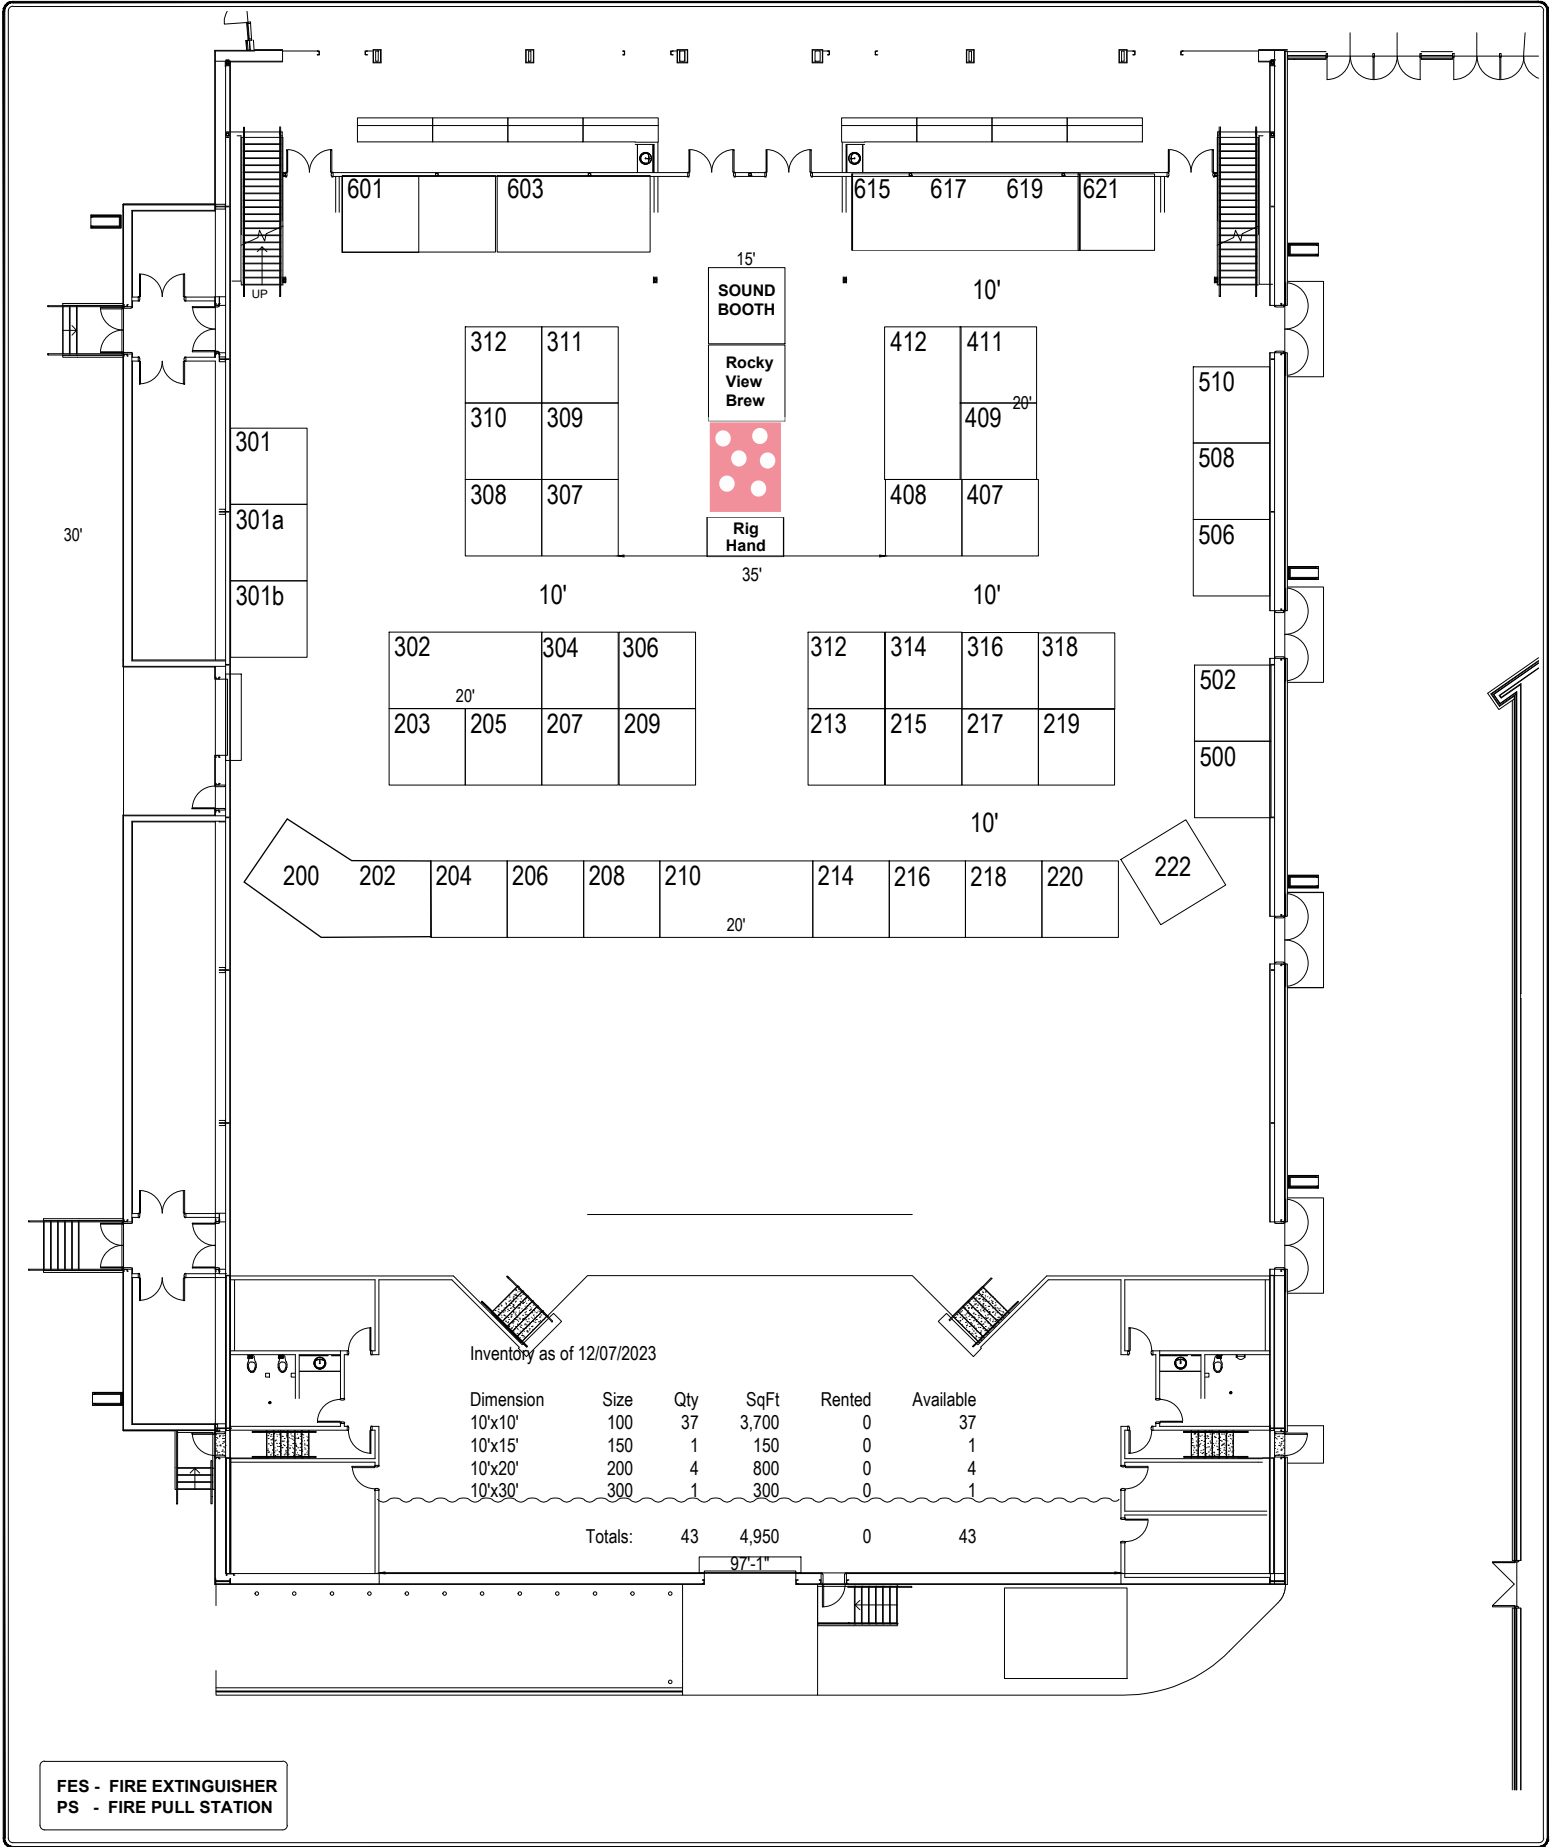 601 603 615 617 619 621
15'
SOUND
BOOTH
10'
UP
312 311
Rocky
View
Brew
412 411
20'
510
310 309
409
301
508
308 307
408 407
301a
Rig
Hand
506
30'
35'
301b
10' 10'
302 304 306 312 314 316 318
20'
502
203 205 207 209 213 215 217 219
500
10'
200 202 204 206 208 210 214 216 218 220 222
20'
Inventory as of 12/07/2023
Dimension Size Qty SqFt Rented Available
10'x10' 100 37 3,700 0 37
10'x15' 150 1 150 0 1
10'x20' 200 4 800 0 4
10'x30' 300 1 300 0 1
Totals: 43 4,950 0 43
97'-1"
FES - FIRE EXTINGUISHER
PS - FIRE PULL STATION